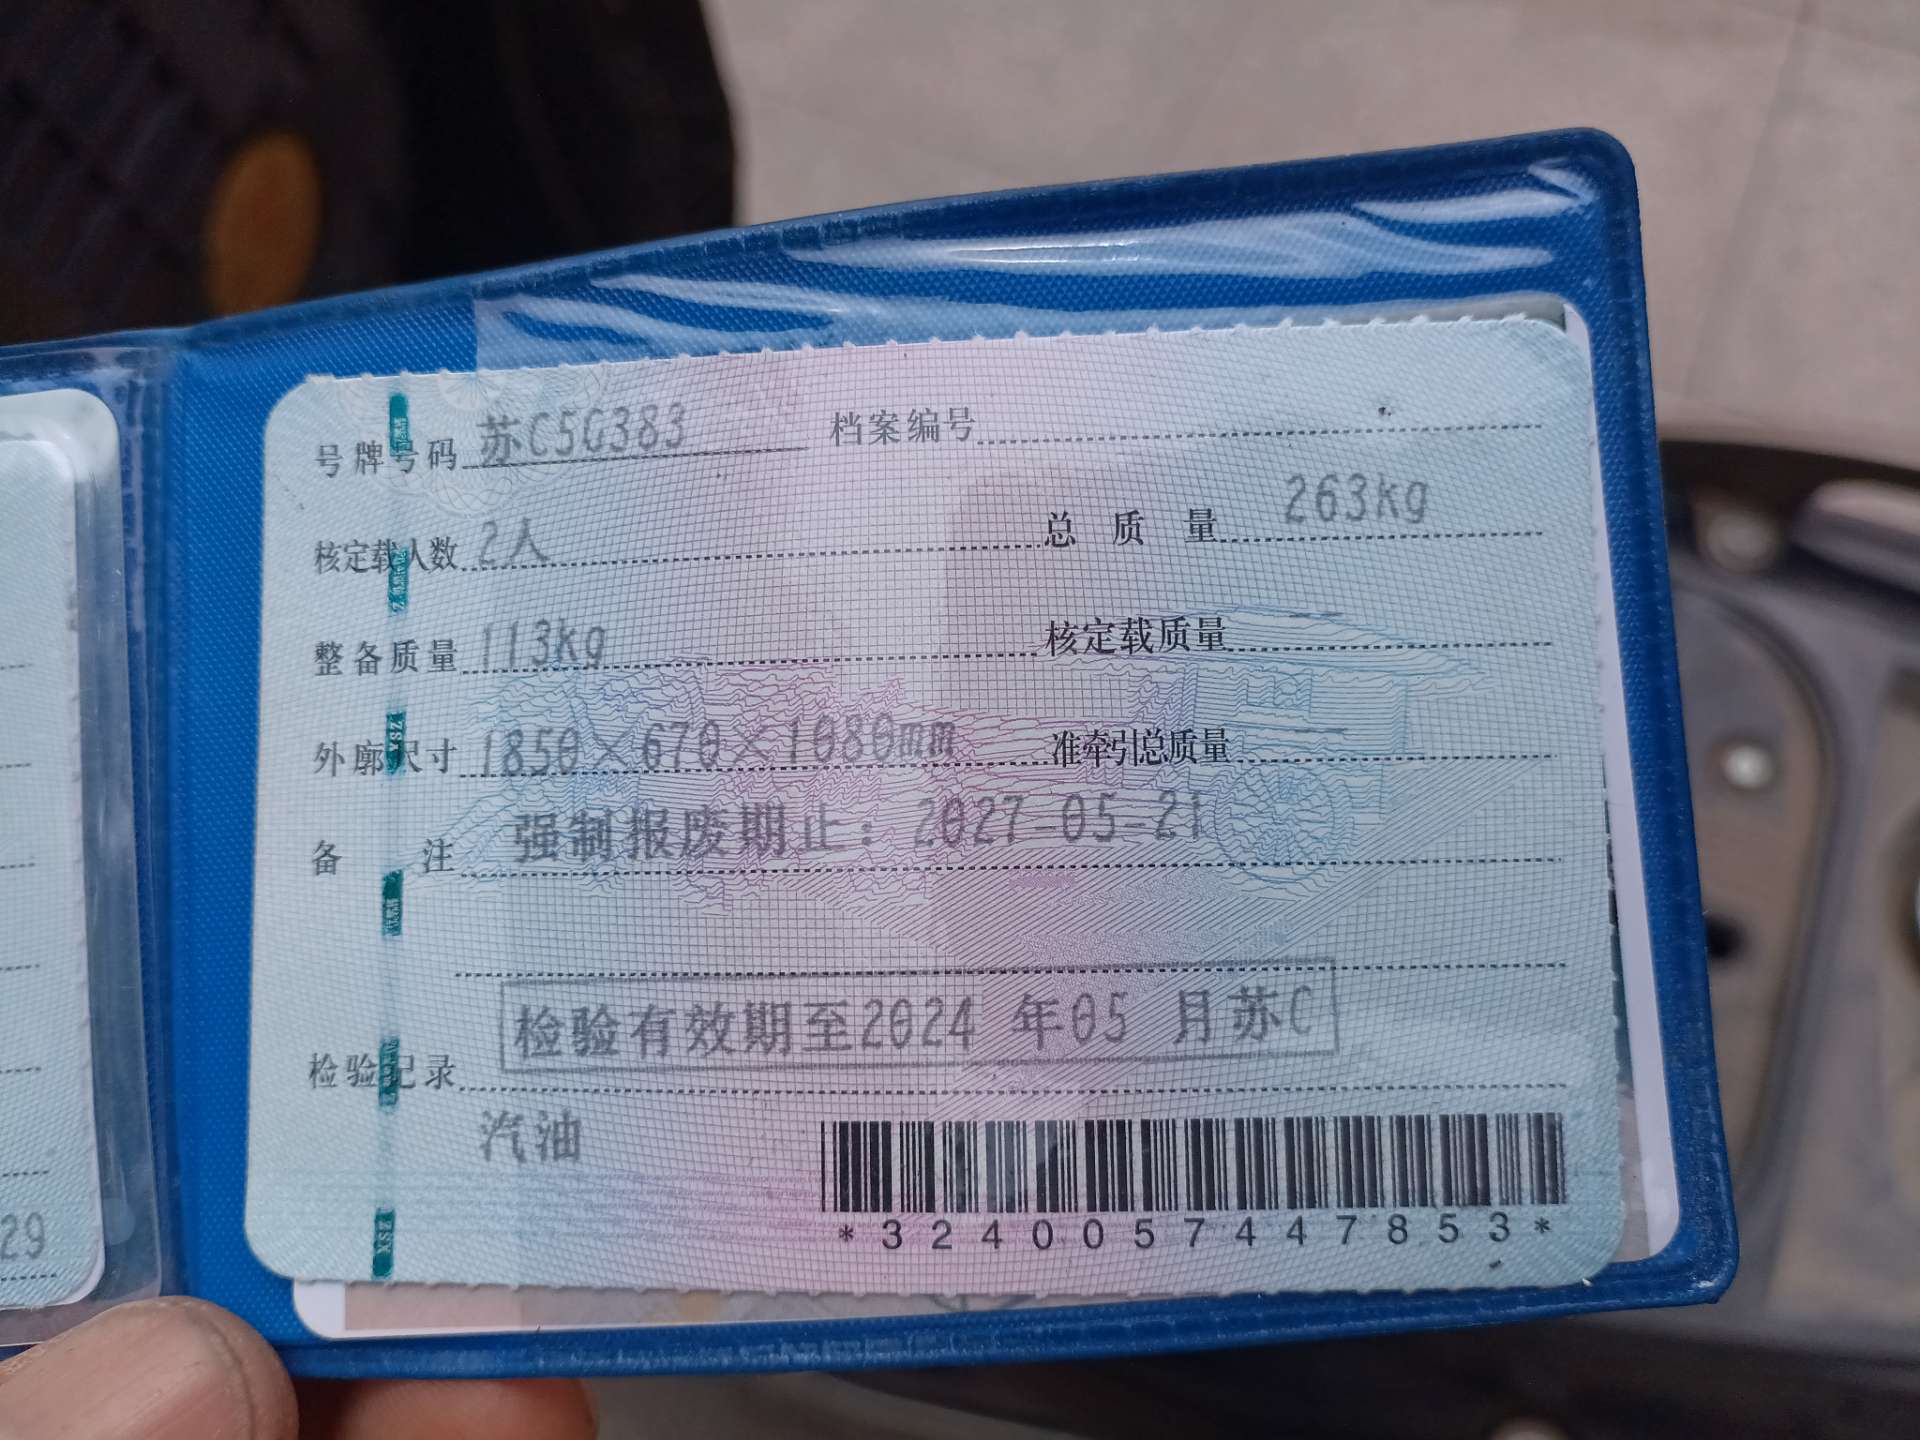 号牌号码 苏C5G383 档案编号
核定载人数 2人 总质量 263kg
整备质量 113kg 核定载质量
外廓尺寸 1850×670×1080mm 准牵引总质量
备注 强制报废期止：2027-05-21
检验有效期至2024 年05 月苏C
检验记录
汽油
*3240057447853*
29